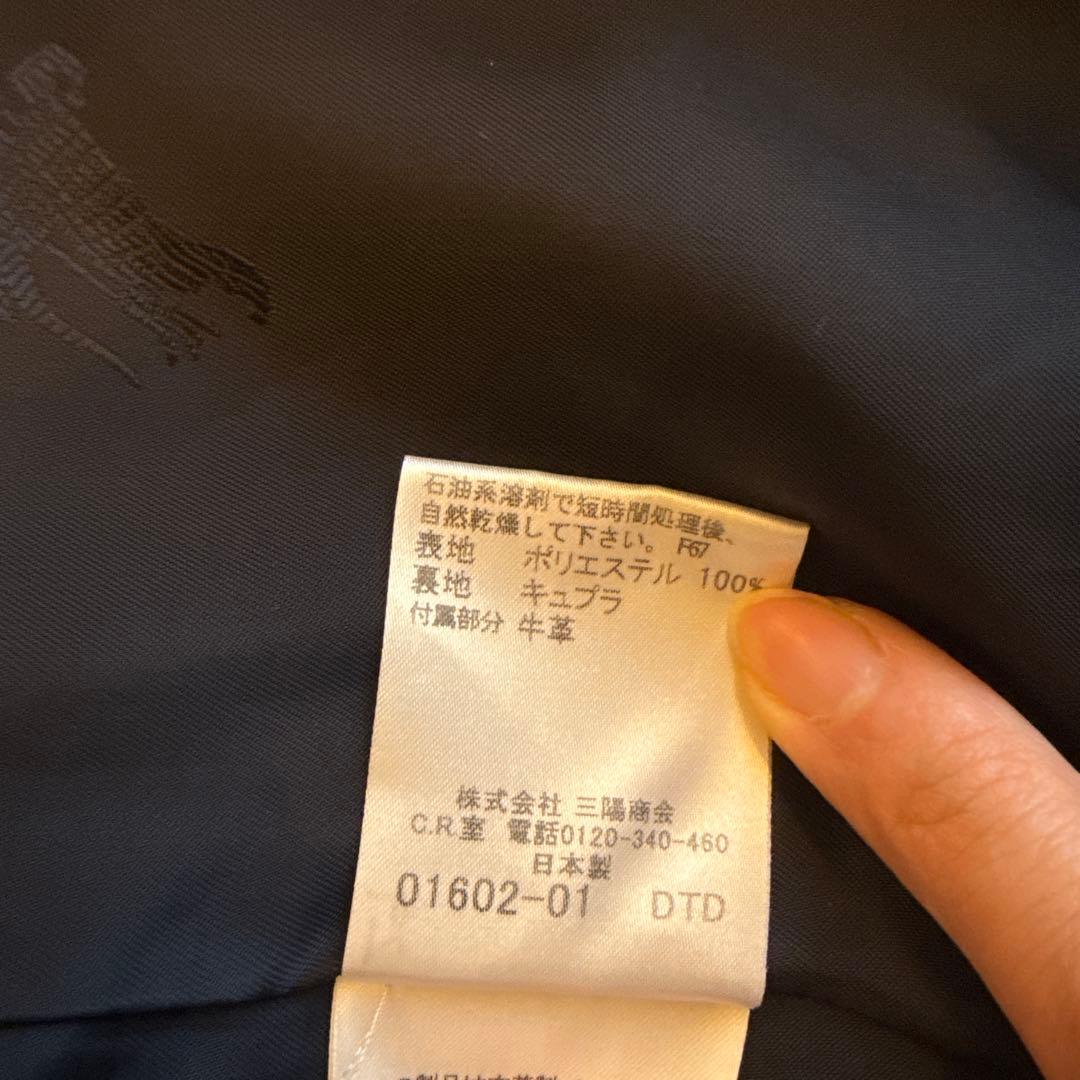 石油系溶剤で短時間処理後、
自然乾燥して下さい。 F67
表地 ポリエステル 100%
裏地 キュプラ
付属部分 牛革
株式会社 三陽商会
C.R.室 電話0120-340-460
日本製
01602-01 DTD